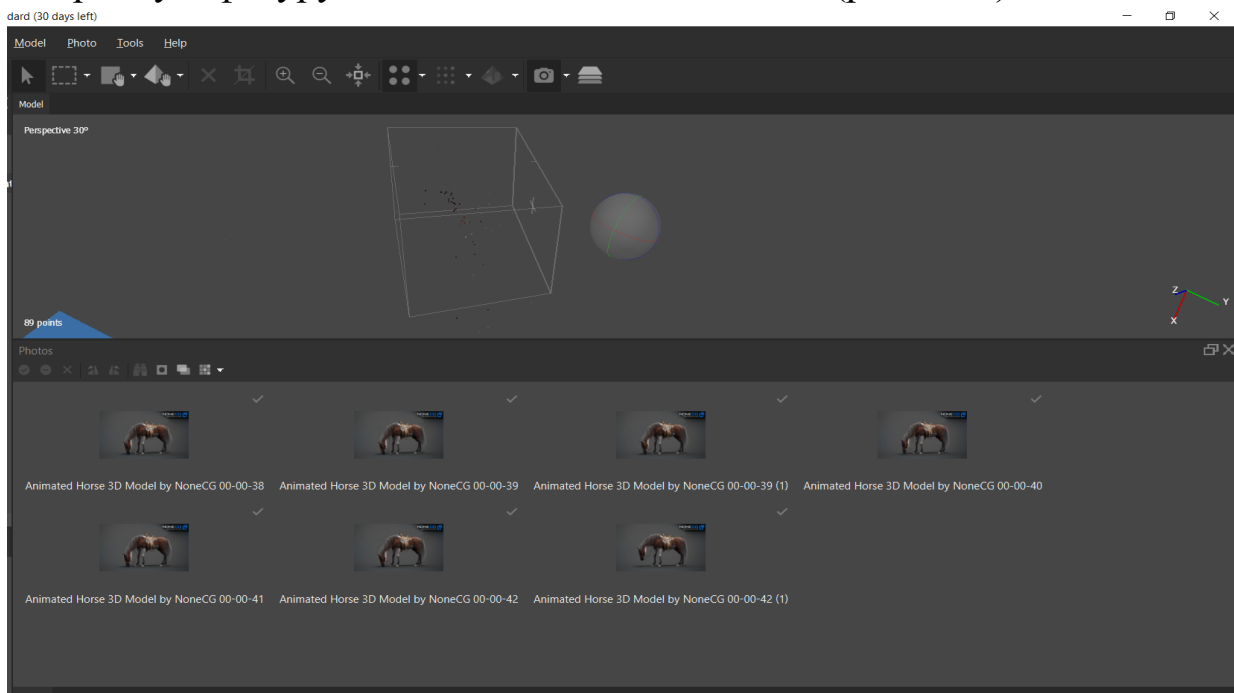 dard (30 days left)
Model Photo Tools Help
Model
Perspective 30°
Z
Y
X
89 points
Photos
Animated Horse 3D Model by NoneCG 00-00-38 Animated Horse 3D Model by NoneCG 00-00-39 Animated Horse 3D Model by NoneCG 00-00-39 (1) Animated Horse 3D Model by NoneCG 00-00-40
Animated Horse 3D Model by NoneCG 00-00-41 Animated Horse 3D Model by NoneCG 00-00-42 Animated Horse 3D Model by NoneCG 00-00-42 (1)